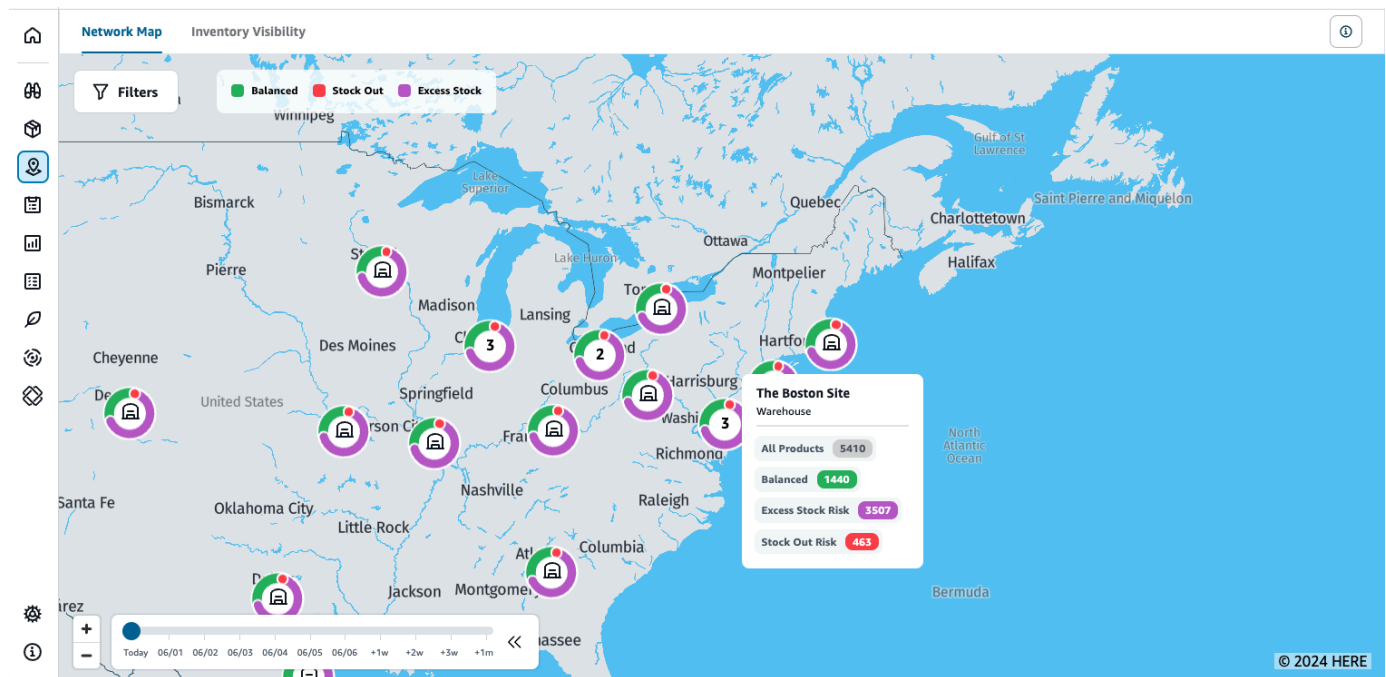 Network Map
Inventory Visibility
Filters
Balanced
Stock Out
Excess Stock
Winnipeg
Gulf of St
Lawrence
Lake
Superior
Bismarck
Quebec
Saint Pierre and Miquelon
Charlottetown
Ottawa
Halifax
Lake Huron
Pierre
Montpelier
Madison
Lansing
Des Moines
3
2
Cheyenne
Columbus
Harrisburg
Springfield
United States
The Boston Site
Warehouse
3
All Products 5410
Balanced 1440
Excess Stock Risk 3507
Stock Out Risk 463
North
Atlantic
Ocean
Richmond
Nashville
Santa Fe
Oklahoma City
Raleigh
Little Rock
Columbia
Jackson
Bermuda
+
Today 06/01 06/02 06/03 06/04 06/05 06/06 +1w +2w +3w +1m
−
© 2024 HERE